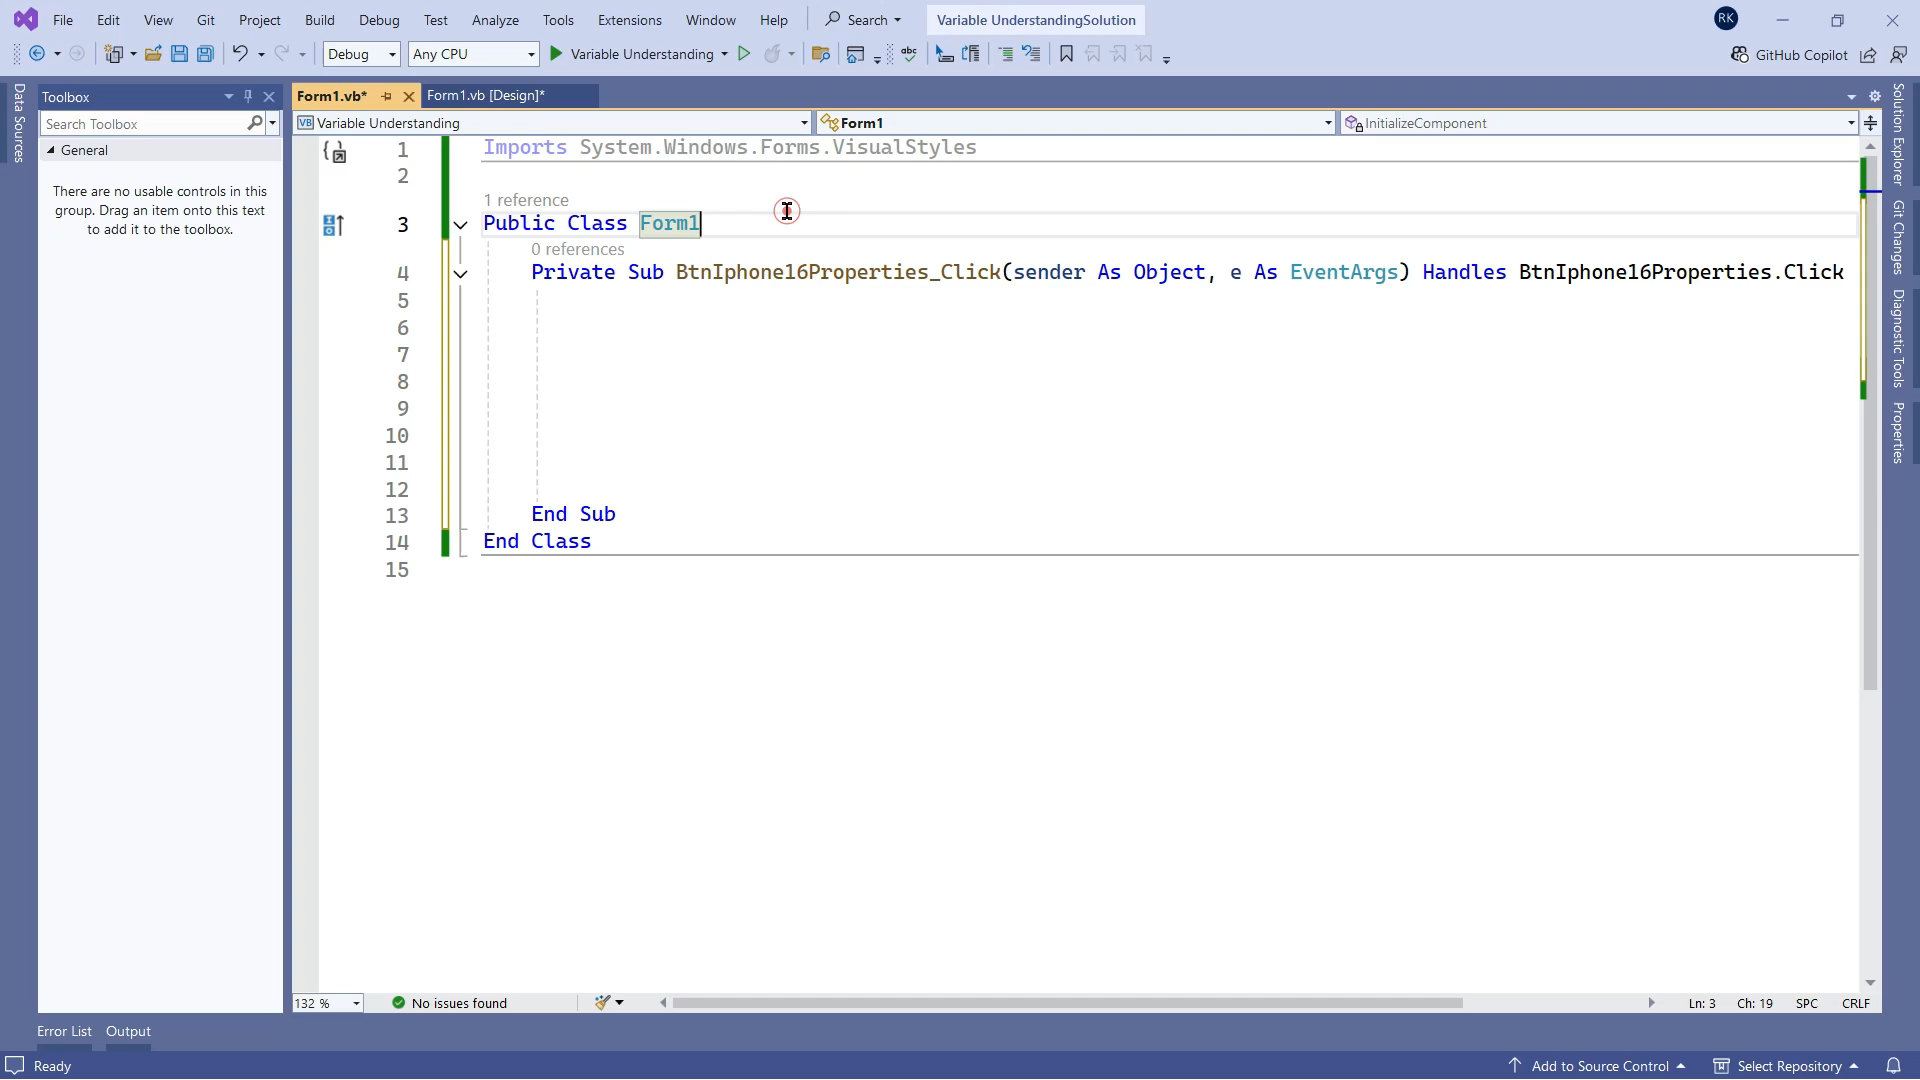 File Edit View Git Project Build Debug Test Analyze Tools Extensions Window Help Search Variable UnderstandingSolution RK
Debug Any CPU Variable Understanding abc GitHub Copilot
Data Sources
Toolbox
Search Toolbox
General
There are no usable controls in this
group. Drag an item onto this text
to add it to the toolbox.
Form1.vb* Form1.vb [Design]*
VB Variable Understanding Form1 InitializeComponent
1 Imports System.Windows.Forms.VisualStyles
2
1 reference
3 Public Class Form1
0 references
4 Private Sub BtnIphone16Properties_Click(sender As Object, e As EventArgs) Handles BtnIphone16Properties.Click
5
6
7
8
9
10
11
12
13 End Sub
14 End Class
15
Solution Explorer
Git Changes
Diagnostic Tools
Properties
132 % No issues found Ln: 3 Ch: 19 SPC CRLF
Error List Output
Ready Add to Source Control Select Repository